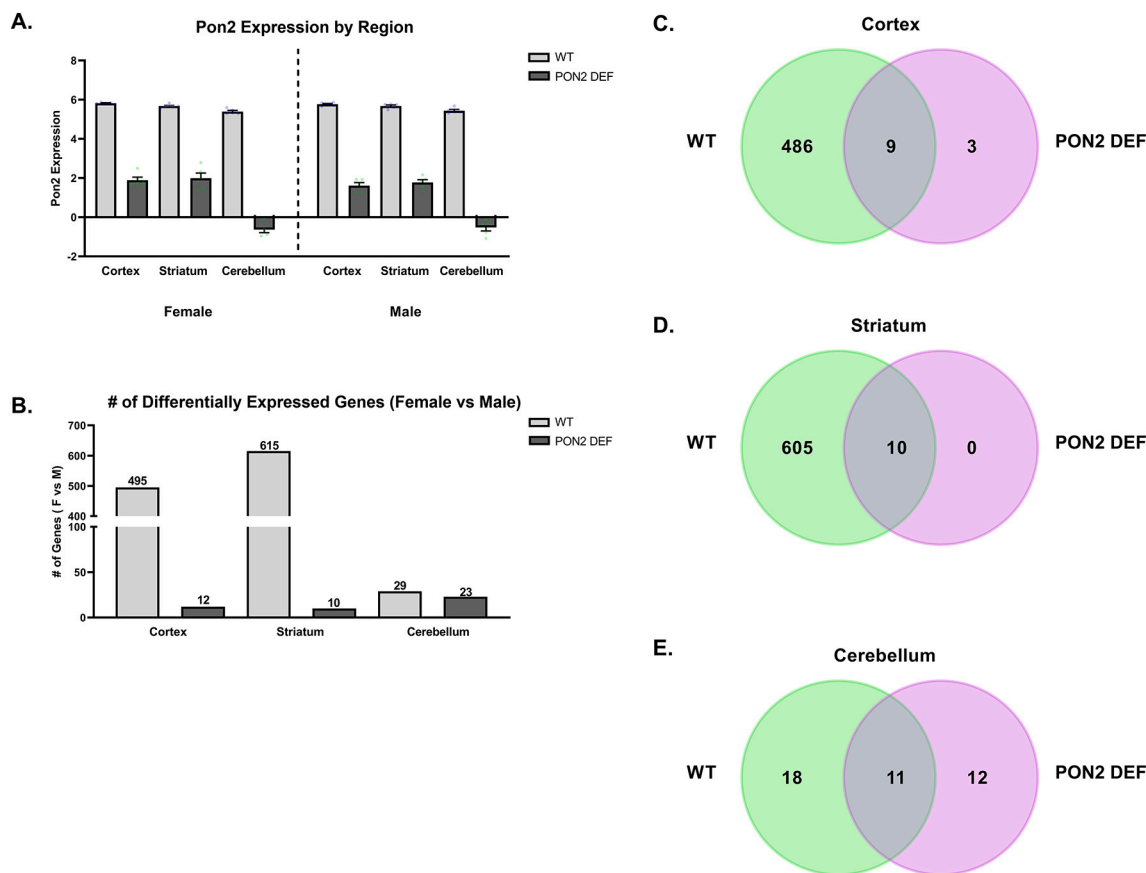 A.
Pon2 Expression by Region
WT
PON2 DEF
Pon2 Expression
8
6
4
2
0
-2
Cortex Striatum Cerebellum Cortex Striatum Cerebellum
Female Male
B.
# of Differentially Expressed Genes (Female vs Male)
WT
PON2 DEF
# of Genes ( F vs M)
700
600
500
400
100
50
0
495
12
615
10
29
23
Cortex Striatum Cerebellum
C.
Cortex
WT 486 9 3 PON2 DEF
D.
Striatum
WT 605 10 0 PON2 DEF
E.
Cerebellum
WT 18 11 12 PON2 DEF